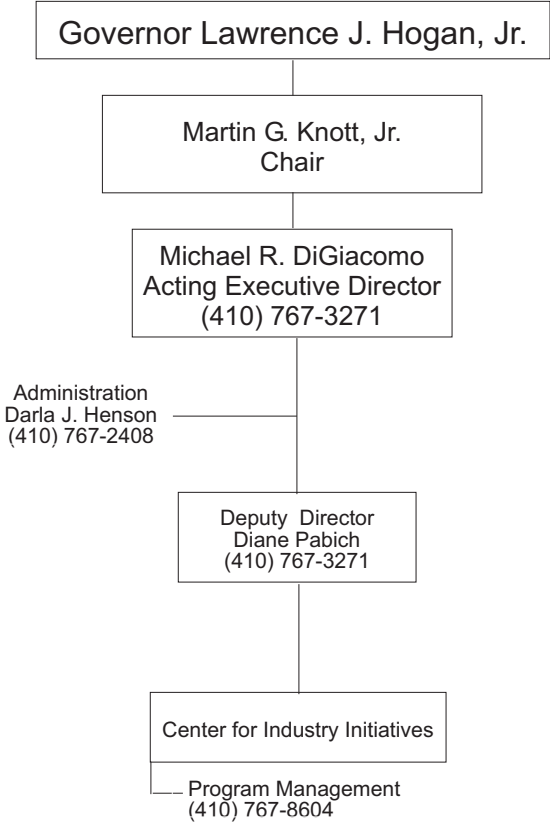 Governor Lawrence J. Hogan, Jr.
Martin G. Knott, Jr.
Chair
Michael R. DiGiacomo
Acting Executive Director
(410) 767-3271
Administration
Darla J. Henson
(410) 767-2408
Deputy Director
Diane Pabich
(410) 767-3271
Center for Industry Initiatives
Program Management
(410) 767-8604